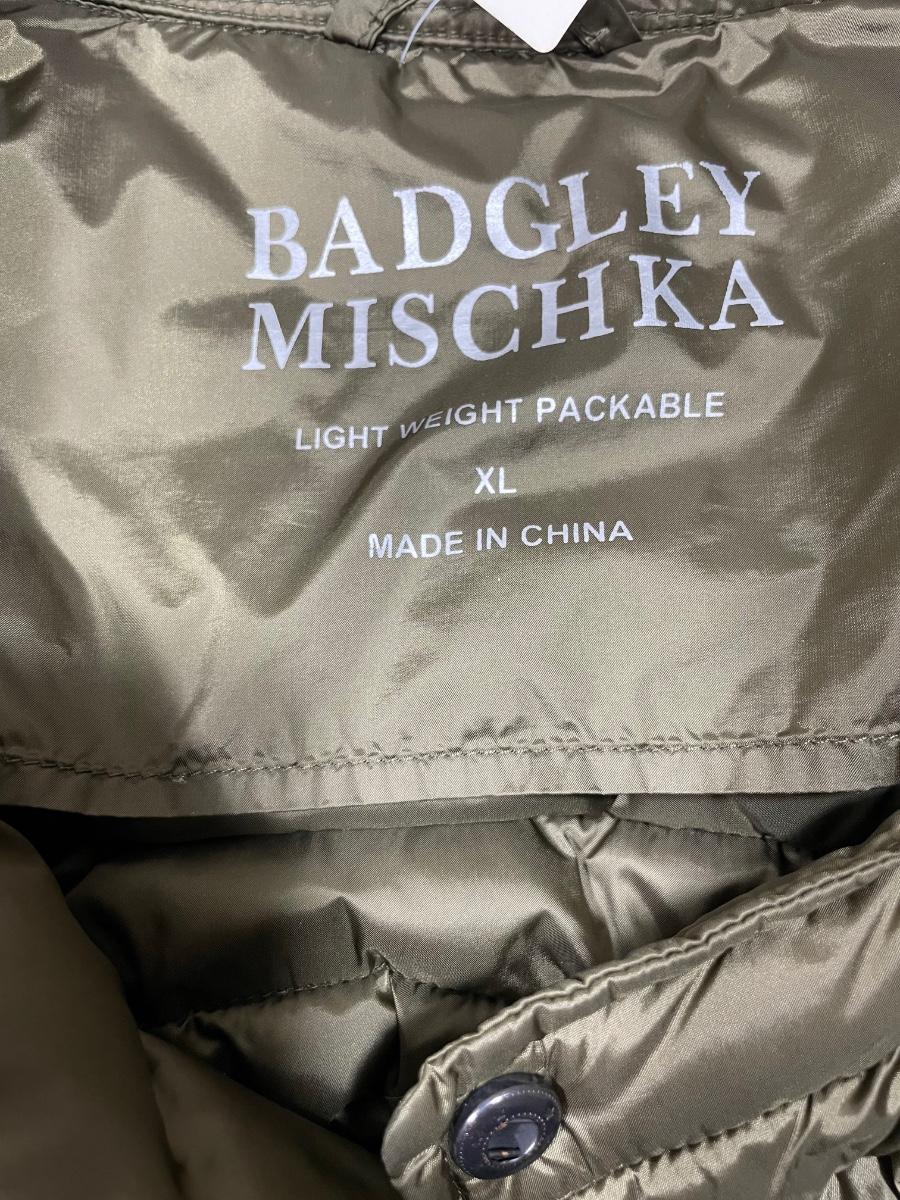 BADGLEY
MISCHKA
LIGHT WEIGHT PACKABLE
XL
MADE IN CHINA